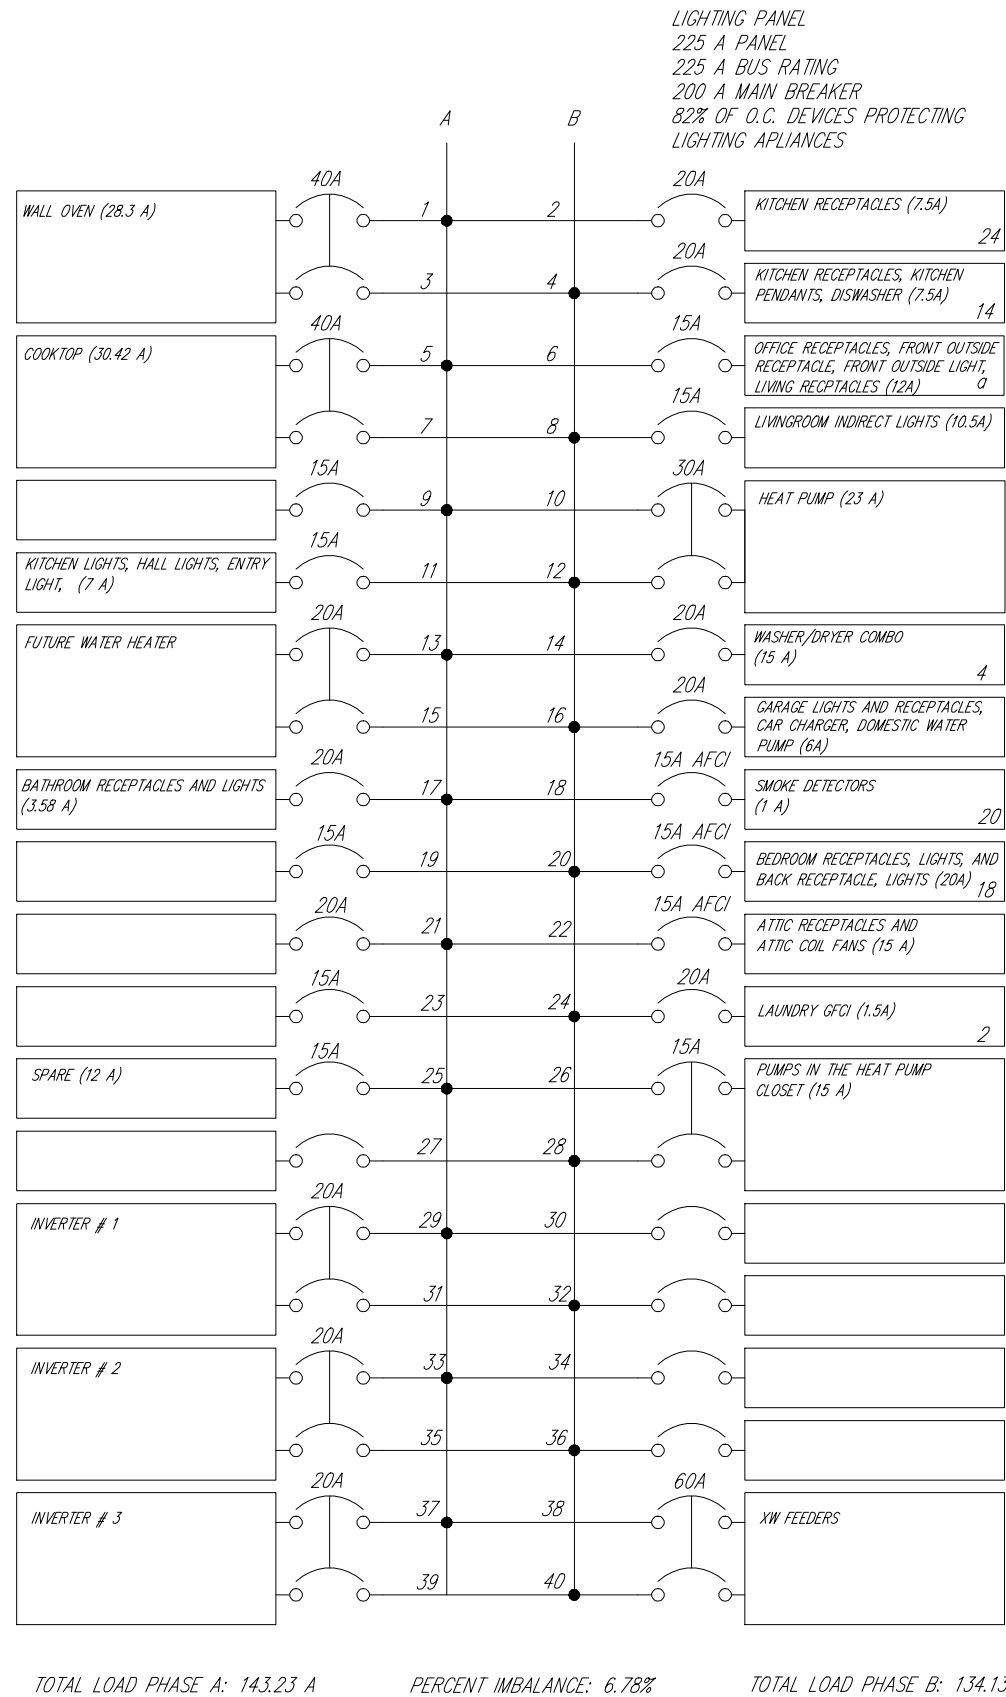 LIGHTING PANEL
225 A PANEL
225 A BUS RATING
200 A MAIN BREAKER
82% OF O.C. DEVICES PROTECTING
LIGHTING APLIANCES
A
B
40A
20A
WALL OVEN (28.3 A)
1
2
KITCHEN RECEPTACLES (7.5A)
24
20A
3
4
KITCHEN RECEPTACLES, KITCHEN
PENDANTS, DISWASHER (7.5A)
14
40A
15A
COOKTOP (30.42 A)
5
6
OFFICE RECEPTACLES, FRONT OUTSIDE
RECEPTACLE, FRONT OUTSIDE LIGHT,
LIVING RECPTACLES (12A)
a
15A
7
8
LIVINGROOM INDIRECT LIGHTS (10.5A)
15A
30A
9
10
HEAT PUMP (23 A)
15A
KITCHEN LIGHTS, HALL LIGHTS, ENTRY
LIGHT, (7 A)
11
12
20A
20A
FUTURE WATER HEATER
13
14
WASHER/DRYER COMBO
(15 A)
4
20A
15
16
GARAGE LIGHTS AND RECEPTACLES,
CAR CHARGER, DOMESTIC WATER
PUMP (6A)
20A
15A AFCI
BATHROOM RECEPTACLES AND LIGHTS
(3.58 A)
17
18
SMOKE DETECTORS
(1 A)
20
15A
15A AFCI
19
20
BEDROOM RECEPTACLES, LIGHTS, AND
BACK RECEPTACLE, LIGHTS (20A)
18
20A
15A AFCI
21
22
ATTIC RECEPTACLES AND
ATTIC COIL FANS (15 A)
15A
20A
23
24
LAUNDRY GFCI (1.5A)
2
15A
15A
SPARE (12 A)
25
26
PUMPS IN THE HEAT PUMP
CLOSET (15 A)
27
28
20A
INVERTER # 1
29
30
31
32
20A
INVERTER # 2
33
34
35
36
20A
60A
INVERTER # 3
37
38
XW FEEDERS
39
40
TOTAL LOAD PHASE A: 143.23 A
PERCENT IMBALANCE: 6.78%
TOTAL LOAD PHASE B: 134.13